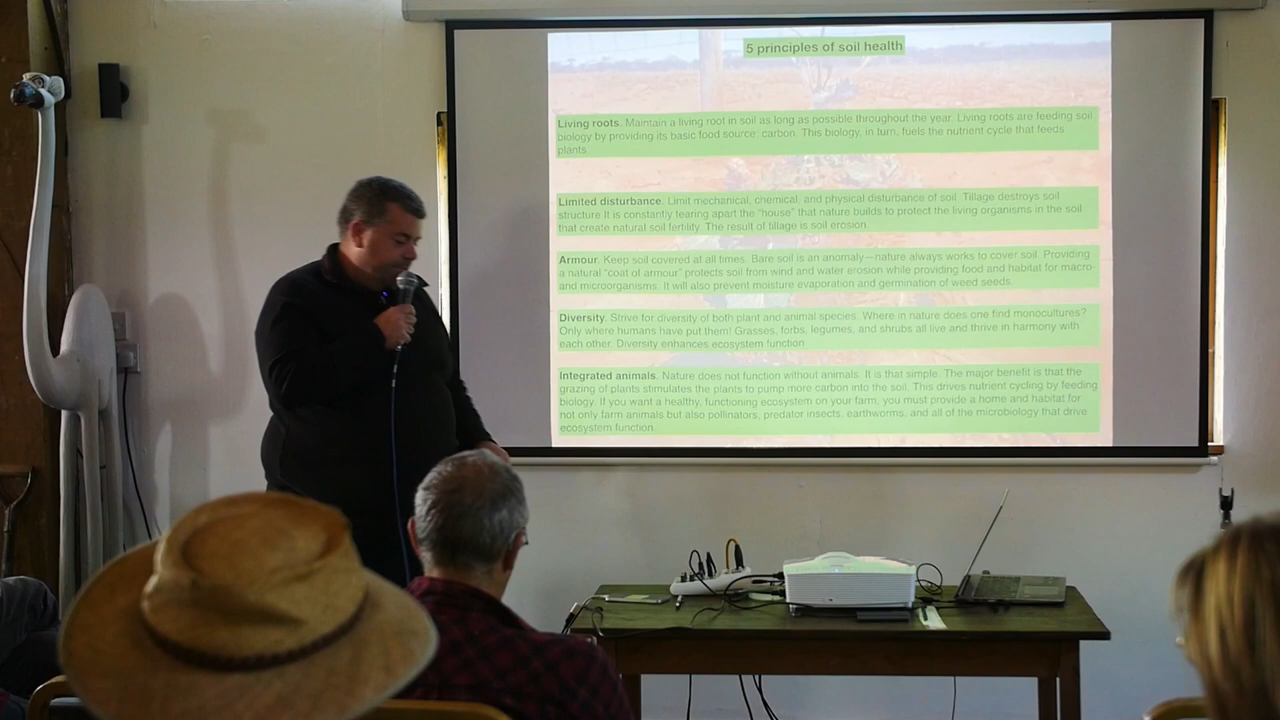 5 principles of soil health
Living roots. Maintain a living root in soil as long as possible throughout the year. Living roots are feeding soil
biology by providing its basic food source: carbon. This biology, in turn, fuels the nutrient cycle that feeds
plants.
Limited disturbance. Limit mechanical, chemical, and physical disturbance of soil. Tillage destroys soil
structure It is constantly tearing apart the "house" that nature builds to protect the living organisms in the soil
that create natural soil fertility. The result of tillage is soil erosion.
Armour. Keep soil covered at all times. Bare soil is an anomaly—nature always works to cover soil. Providing
a natural "coat of armour" protects soil from wind and water erosion while providing food and habitat for macro-
and microorganisms. It will also prevent moisture evaporation and germination of weed seeds.
Diversity. Strive for diversity of both plant and animal species. Where in nature does one find monocultures?
Only where humans have put them! Grasses, forbs, legumes, and shrubs all live and thrive in harmony with
each other. Diversity enhances ecosystem function
Integrated animals. Nature does not function without animals. It is that simple. The major benefit is that the
grazing of plants stimulates the plants to pump more carbon into the soil. This drives nutrient cycling by feeding
biology. If you want a healthy, functioning ecosystem on your farm, you must provide a home and habitat for
not only farm animals but also pollinators, predator insects, earthworms, and all of the microbiology that drive
ecosystem function.